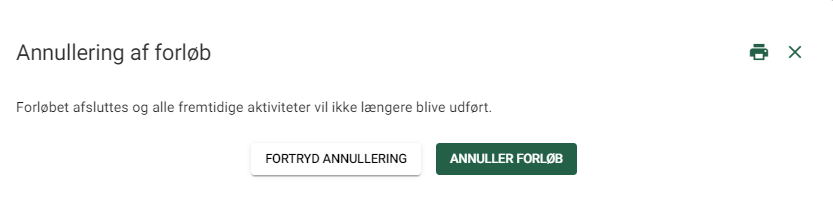 Annullering af forløb
Forløbet afsluttes og alle fremtidige aktiviteter vil ikke længere blive udført.
FORTRYD ANNULLERING
ANNULLER FORLØB